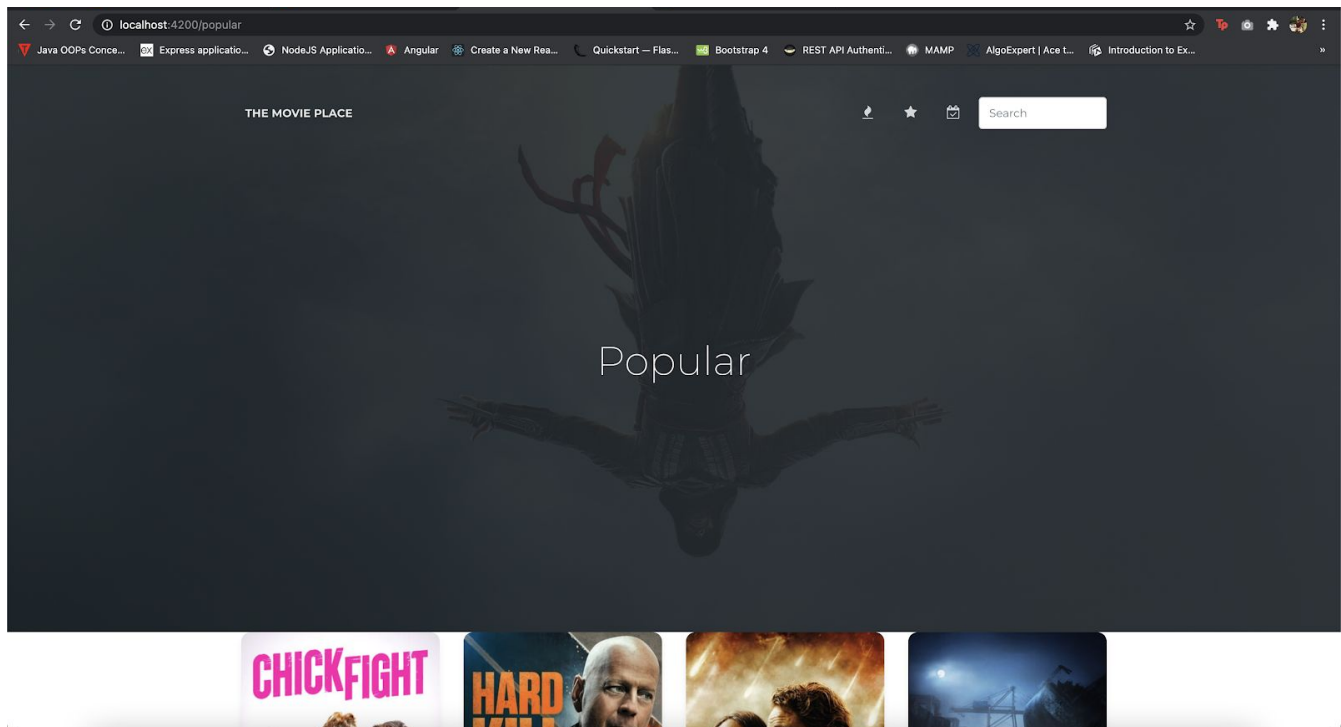 localhost:4200/popular
Java OOPs Conce... Express applicatio... NodeJS Applicatio... Angular Create a New Rea... Quickstart — Flas... Bootstrap 4 REST API Authenti... MAMP AlgoExpert | Ace t... Introduction to Ex... »
THE MOVIE PLACE
Search
Popular
CHICKFIGHT
HARD
KILL